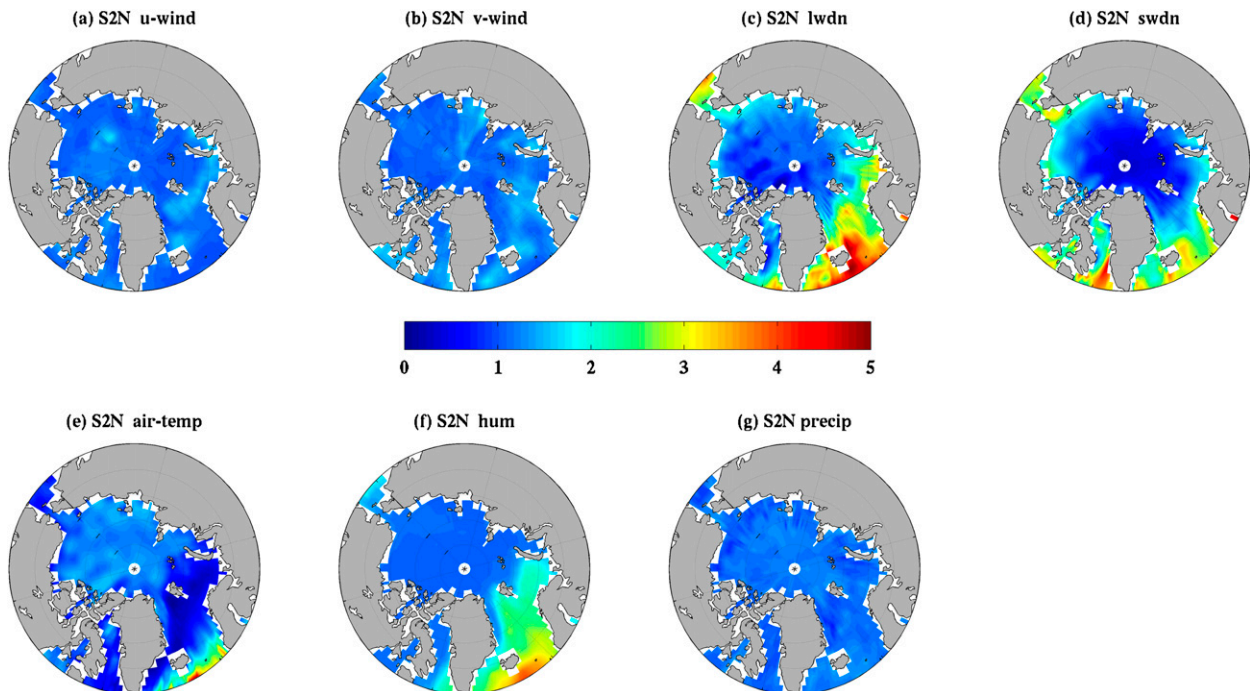 (a) S2N u-wind
(b) S2N v-wind
(c) S2N lwdn
(d) S2N swdn
0 1 2 3 4 5
(e) S2N air-temp
(f) S2N hum
(g) S2N precip